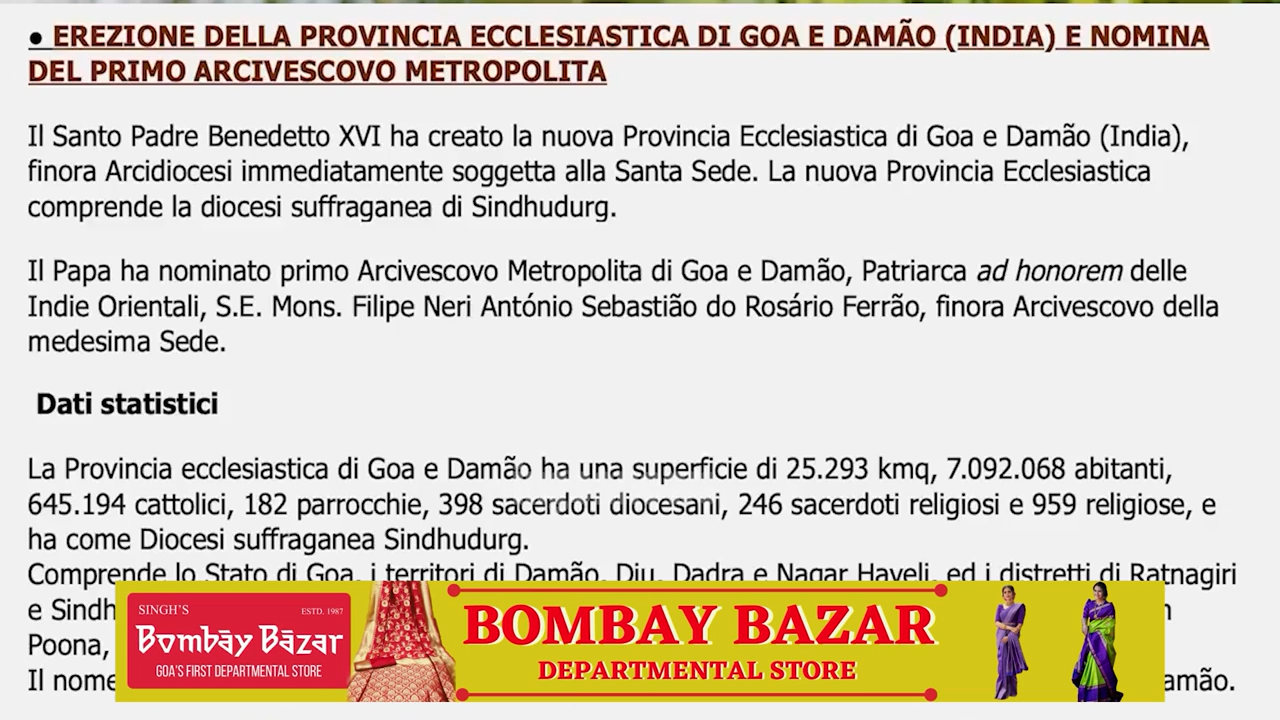 ● EREZIONE DELLA PROVINCIA ECCLESIASTICA DI GOA E DAMÃO (INDIA) E NOMINA
DEL PRIMO ARCIVESCOVO METROPOLITA
Il Santo Padre Benedetto XVI ha creato la nuova Provincia Ecclesiastica di Goa e Damão (India),
finora Arcidiocesi immediatamente soggetta alla Santa Sede. La nuova Provincia Ecclesiastica
comprende la diocesi suffraganea di Sindhudurg.
Il Papa ha nominato primo Arcivescovo Metropolita di Goa e Damão, Patriarca ad honorem delle
Indie Orientali, S.E. Mons. Filipe Neri António Sebastião do Rosário Ferrão, finora Arcivescovo della
medesima Sede.
Dati statistici
La Provincia ecclesiastica di Goa e Damão ha una superficie di 25.293 kmq, 7.092.068 abitanti,
645.194 cattolici, 182 parrocchie, 398 sacerdoti diocesani, 246 sacerdoti religiosi e 959 religiose, e
ha come Diocesi suffraganea Sindhudurg.
Comprende lo Stato di Goa, i territori di Damão, Diu, Dadra e Nagar Haveli, ed i distretti di Ratnagiri
e
Poona,
Il nome
SINGH'S ESTD. 1987
Bombay Bazar
GOA'S FIRST DEPARTMENTAL STORE
BOMBAY BAZAR
DEPARTMENTAL STORE